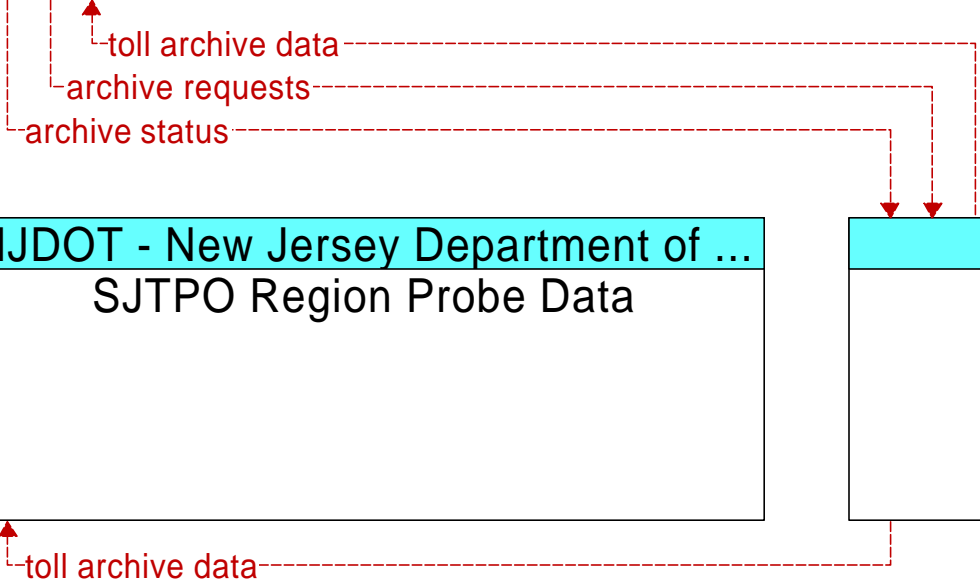 toll archive data
archive requests
archive status
NJDOT - New Jersey Department of ...
SJTPO Region Probe Data
toll archive data